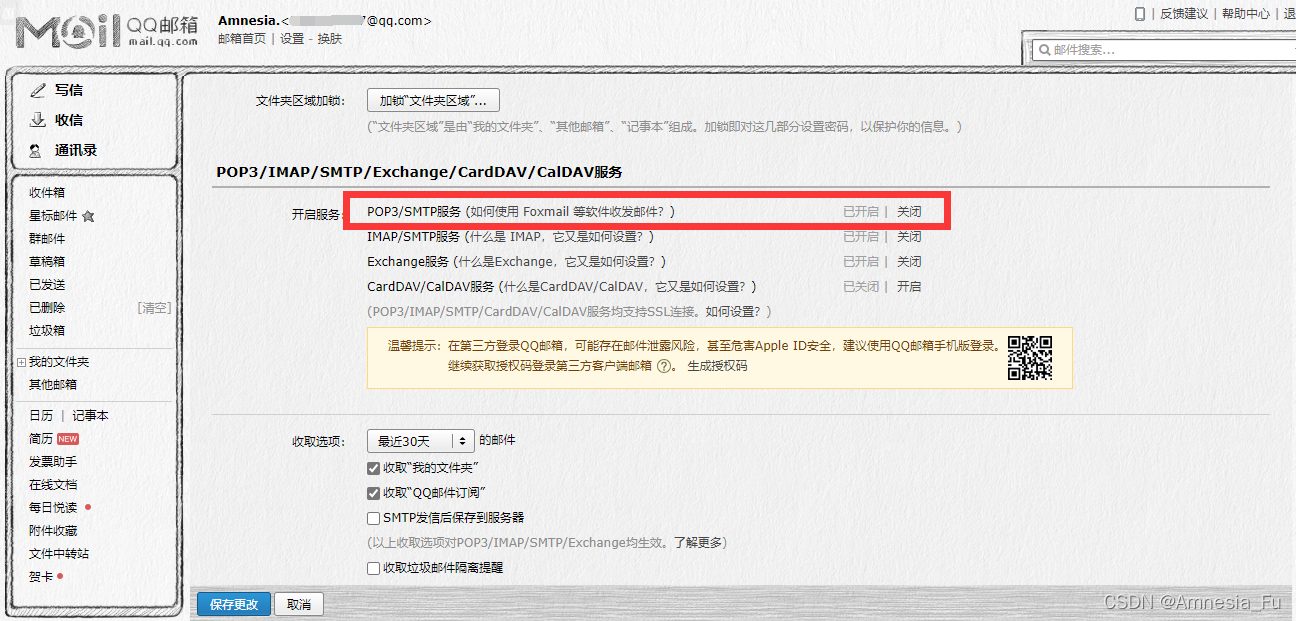 Mail QQ邮箱 mail.qq.com
Amnesia.<7@qq.com>
邮箱首页 | 设置 - 换肤
| 反馈建议 | 帮助中心 | 退
邮件搜索...
写信
收信
通讯录
收件箱
星标邮件
群邮件
草稿箱
已发送
已删除 [清空]
垃圾箱
我的文件夹
其他邮箱
日历 | 记事本
简历 NEW
发票助手
在线文档
每日悦读
附件收藏
文件中转站
贺卡
文件夹区域加锁: 加锁“文件夹区域”...
(“文件夹区域”是由“我的文件夹”、“其他邮箱”、“记事本”组成。加锁即对这几部分设置密码，以保护你的信息。)
POP3/IMAP/SMTP/Exchange/CardDAV/CalDAV服务
开启服务: POP3/SMTP服务 (如何使用 Foxmail 等软件收发邮件？) 已开启 | 关闭
IMAP/SMTP服务 (什么是 IMAP，它又是如何设置？) 已开启 | 关闭
Exchange服务 (什么是Exchange，它又是如何设置？) 已开启 | 关闭
CardDAV/CalDAV服务 (什么是CardDAV/CalDAV，它又是如何设置？) 已关闭 | 开启
(POP3/IMAP/SMTP/CardDAV/CalDAV服务均支持SSL连接。如何设置？)
温馨提示：在第三方登录QQ邮箱，可能存在邮件泄露风险，甚至危害Apple ID安全，建议使用QQ邮箱手机版登录。
继续获取授权码登录第三方客户端邮箱 ?。 生成授权码
收取选项: 最近30天 的邮件
收取“我的文件夹”
收取“QQ邮件订阅”
SMTP发信后保存到服务器
(以上收取选项对POP3/IMAP/SMTP/Exchange均生效。了解更多)
收取垃圾邮件隔离提醒
保存更改 取消
CSDN @Amnesia_Fu